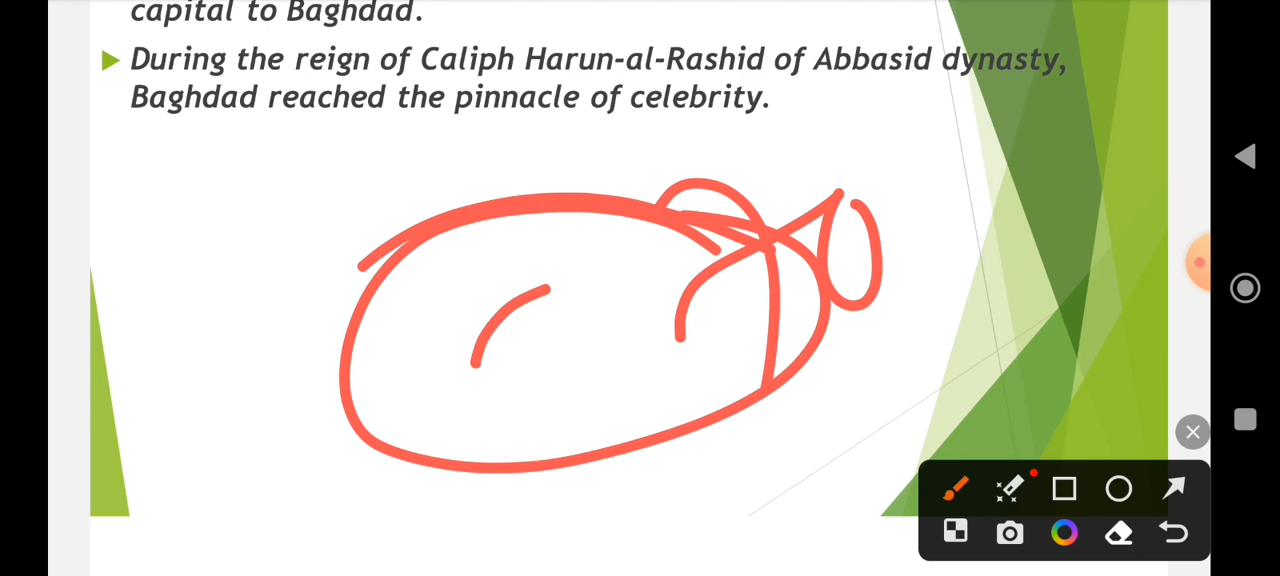 capital to Baghdad.
During the reign of Caliph Harun-al-Rashid of Abbasid dynasty,
Baghdad reached the pinnacle of celebrity.